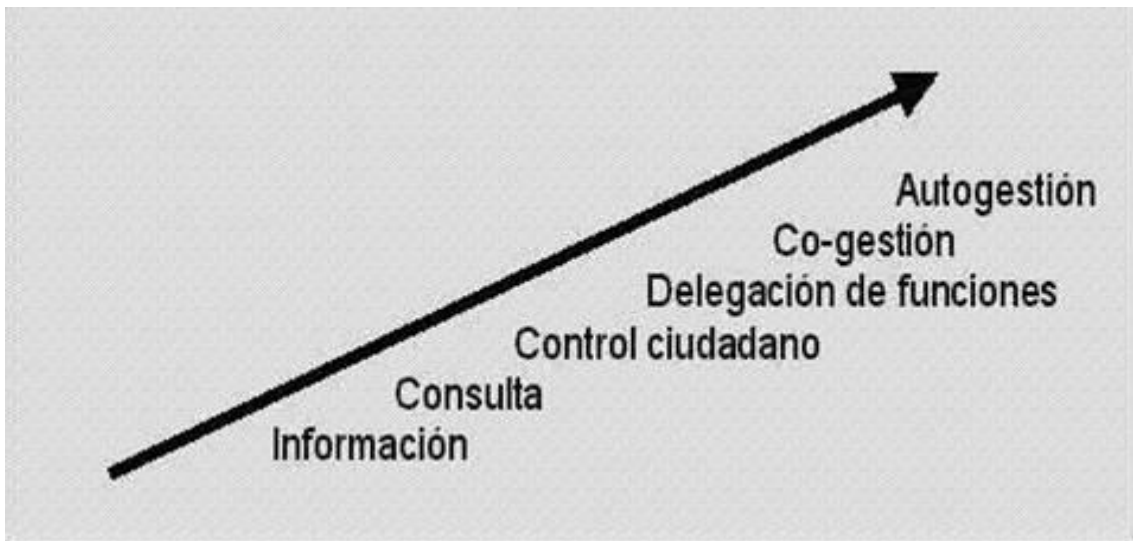 Autogestión
Co-gestión
Delegación de funciones
Control ciudadano
Consulta
Información